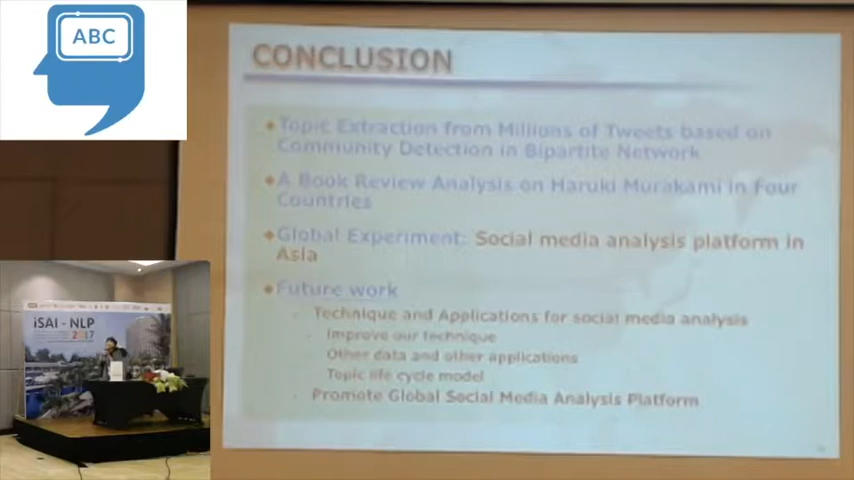 ABC
CONCLUSION
Topic Extraction from Millions of Tweets based on
Community Detection in Bipartite Network
A Book Review Analysis on Haruki Murakami in Four
Countries
Global Experiment: Social media analysis platform in
Asia
Future work
Technique and Applications for social media analysis
Improve our technique
Other data and other applications
Topic life cycle model
Promote Global Social Media Analysis Platform
iSAI - NLP
2017